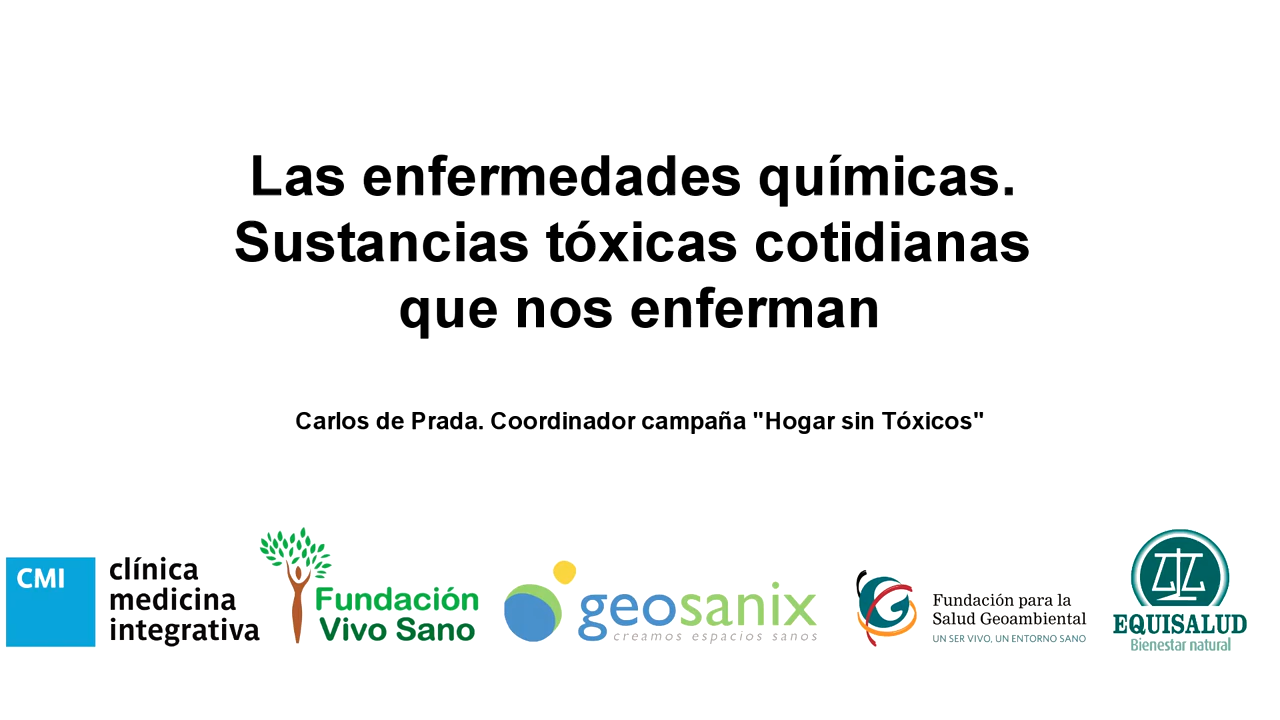 Las enfermedades químicas.
Sustancias tóxicas cotidianas
que nos enferman
Carlos de Prada. Coordinador campaña "Hogar sin Tóxicos"
CMI
clínica
medicina
integrativa
Fundación
Vivo Sano
geosanix
creamos espacios sanos
Fundación para la
Salud Geoambiental
UN SER VIVO, UN ENTORNO SANO
EQUISALUD
Bienestar natural